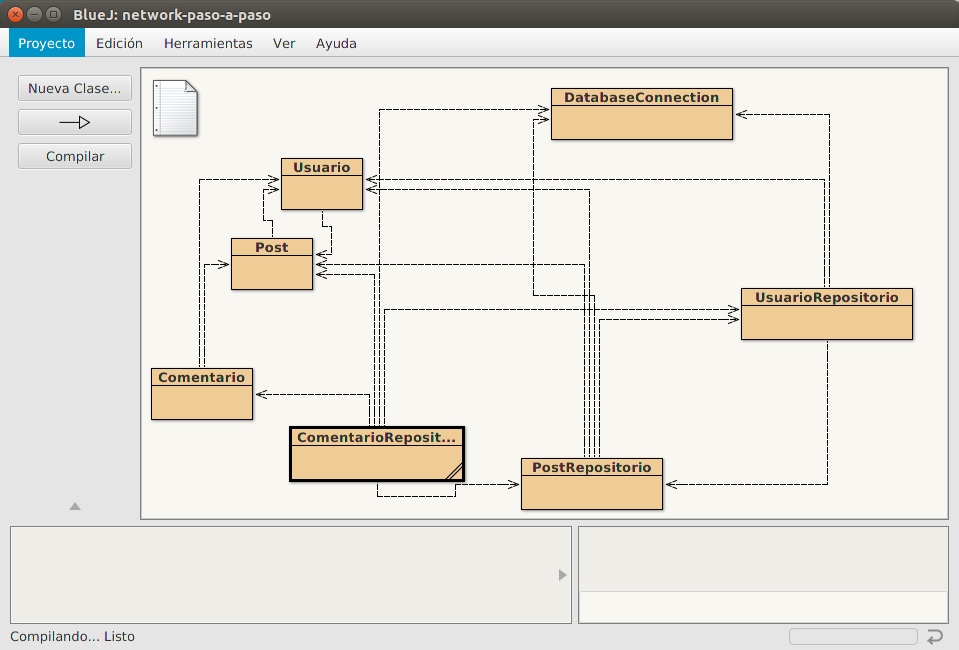 BlueJ: network-paso-a-paso
Proyecto Edición Herramientas Ver Ayuda
Nueva Clase...
Compilar
DatabaseConnection
Usuario
Post
UsuarioRepositorio
Comentario
ComentarioReposit...
PostRepositorio
Compilando... Listo